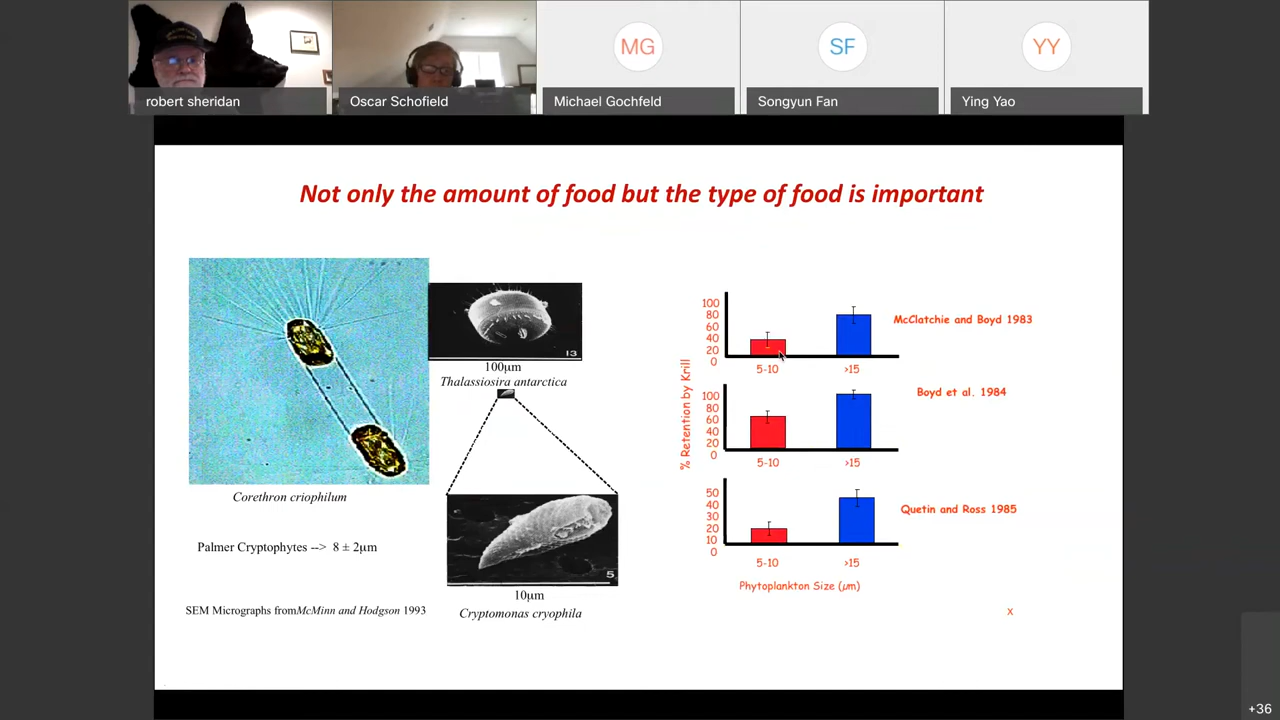 MG
SF
YY
robert sheridan
Oscar Schofield
Michael Gochfeld
Songyun Fan
Ying Yao
Not only the amount of food but the type of food is important
13
100μm
Thalassiosira antarctica
Corethron criophilum
Palmer Cryptophytes --> 8 ± 2μm
5
10μm
Cryptomonas cryophila
SEM Micrographs fromMcMinn and Hodgson 1993
% Retention by Krill
100
80
60
40
20
0
5-10
>15
McClatchie and Boyd 1983
100
80
60
40
20
0
5-10
>15
Boyd et al. 1984
50
40
30
20
10
0
5-10
>15
Quetin and Ross 1985
Phytoplankton Size (μm)
x
+36